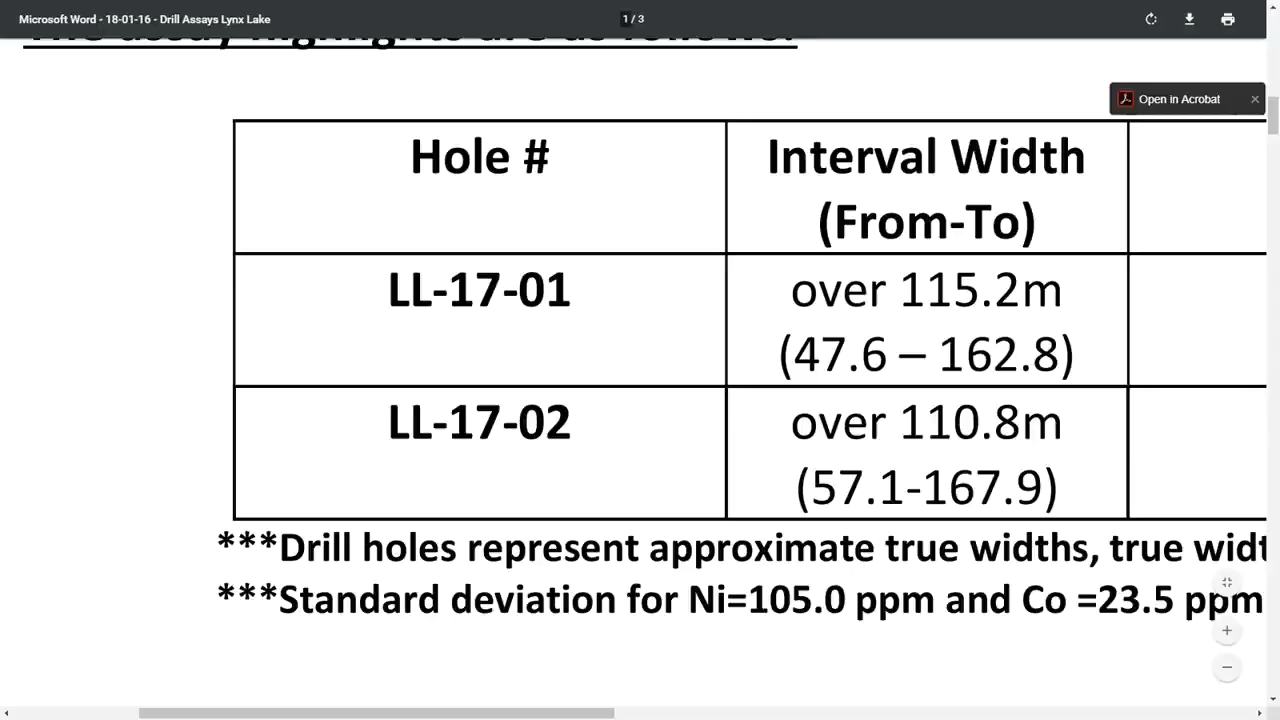 Microsoft Word - 18-01-16 - Drill Assays Lynx Lake
1 / 3
Open in Acrobat
Hole #
Interval Width
(From-To)
LL-17-01
over 115.2m
(47.6 – 162.8)
LL-17-02
over 110.8m
(57.1-167.9)
***Drill holes represent approximate true widths, true
***Standard deviation for Ni=105.0 ppm and Co =23.5 ppm